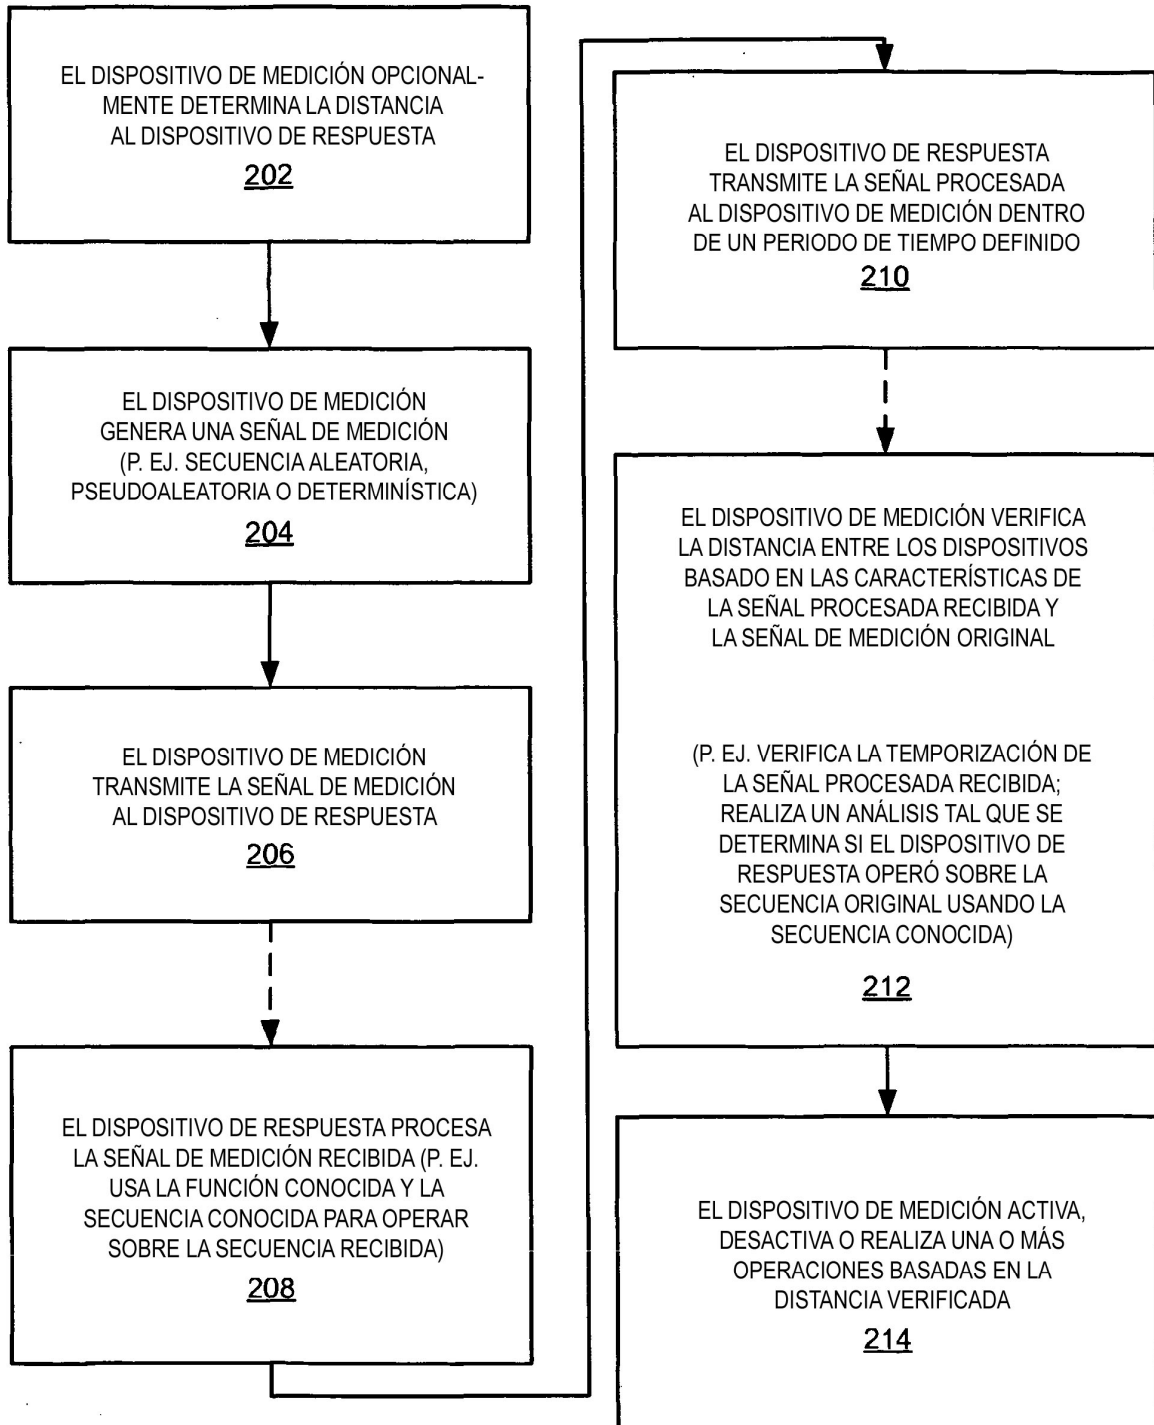 EL DISPOSITIVO DE MEDICIÓN OPCIONAL-
MENTE DETERMINA LA DISTANCIA
AL DISPOSITIVO DE RESPUESTA
202
EL DISPOSITIVO DE MEDICIÓN
GENERA UNA SEÑAL DE MEDICIÓN
(P. EJ. SECUENCIA ALEATORIA,
PSEUDOALEATORIA O DETERMINÍSTICA)
204
EL DISPOSITIVO DE MEDICIÓN
TRANSMITE LA SEÑAL DE MEDICIÓN
AL DISPOSITIVO DE RESPUESTA
206
EL DISPOSITIVO DE RESPUESTA PROCESA
LA SEÑAL DE MEDICIÓN RECIBIDA (P. EJ.
USA LA FUNCIÓN CONOCIDA Y LA
SECUENCIA CONOCIDA PARA OPERAR
SOBRE LA SECUENCIA RECIBIDA)
208
EL DISPOSITIVO DE RESPUESTA
TRANSMITE LA SEÑAL PROCESADA
AL DISPOSITIVO DE MEDICIÓN DENTRO
DE UN PERIODO DE TIEMPO DEFINIDO
210
EL DISPOSITIVO DE MEDICIÓN VERIFICA
LA DISTANCIA ENTRE LOS DISPOSITIVOS
BASADO EN LAS CARACTERÍSTICAS DE
LA SEÑAL PROCESADA RECIBIDA Y
LA SEÑAL DE MEDICIÓN ORIGINAL
(P. EJ. VERIFICA LA TEMPORIZACIÓN DE
LA SEÑAL PROCESADA RECIBIDA;
REALIZA UN ANÁLISIS TAL QUE SE
DETERMINA SI EL DISPOSITIVO DE
RESPUESTA OPERÓ SOBRE LA
SECUENCIA ORIGINAL USANDO LA
SECUENCIA CONOCIDA)
212
EL DISPOSITIVO DE MEDICIÓN ACTIVA,
DESACTIVA O REALIZA UNA O MÁS
OPERACIONES BASADAS EN LA
DISTANCIA VERIFICADA
214